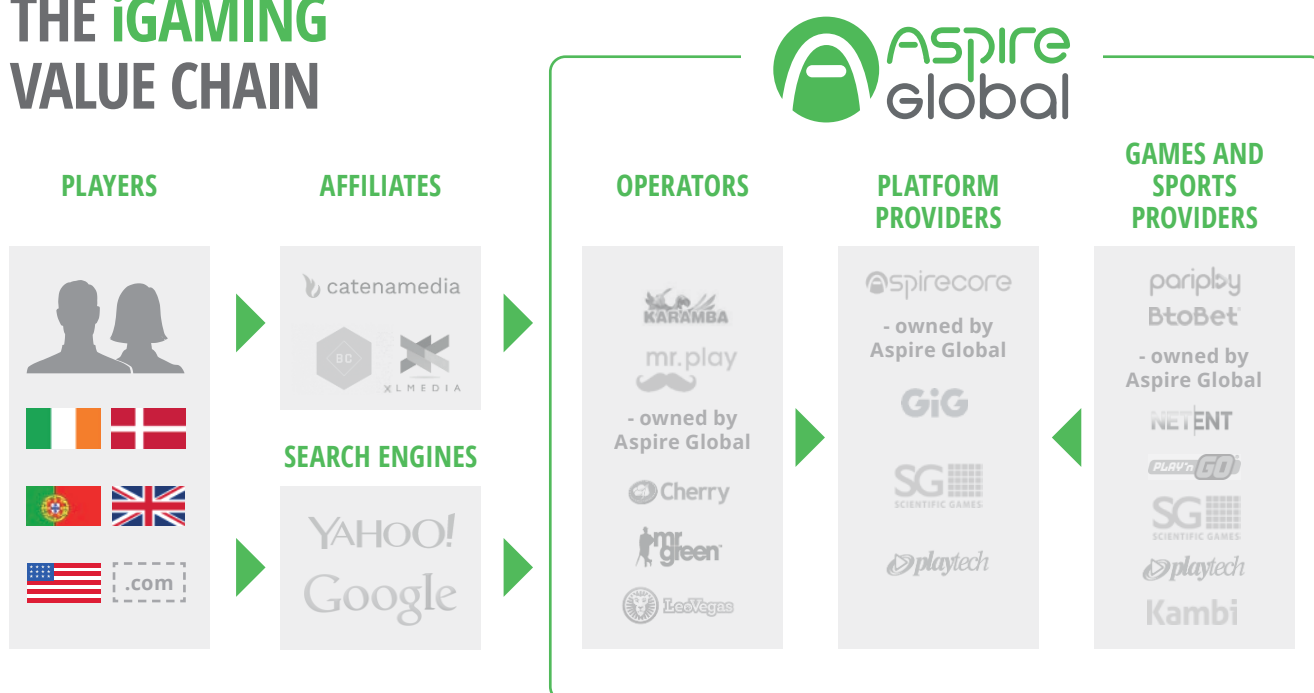 THE iGAMING
VALUE CHAIN
Aspire
Global
PLAYERS
AFFILIATES
OPERATORS
PLATFORM
PROVIDERS
GAMES AND
SPORTS
PROVIDERS
.com
catenamedia
BC
XLMEDIA
SEARCH ENGINES
YAHOO!
Google
KARAMBA
mr.play
- owned by
Aspire Global
Cherry
mr
green
LeoVegas
Aspirecore
- owned by
Aspire Global
GiG
SG
SCIENTIFIC GAMES
playtech
pariplay
BtoBet
- owned by
Aspire Global
NETENT
PLAY'n GO
SG
SCIENTIFIC GAMES
playtech
Kambi